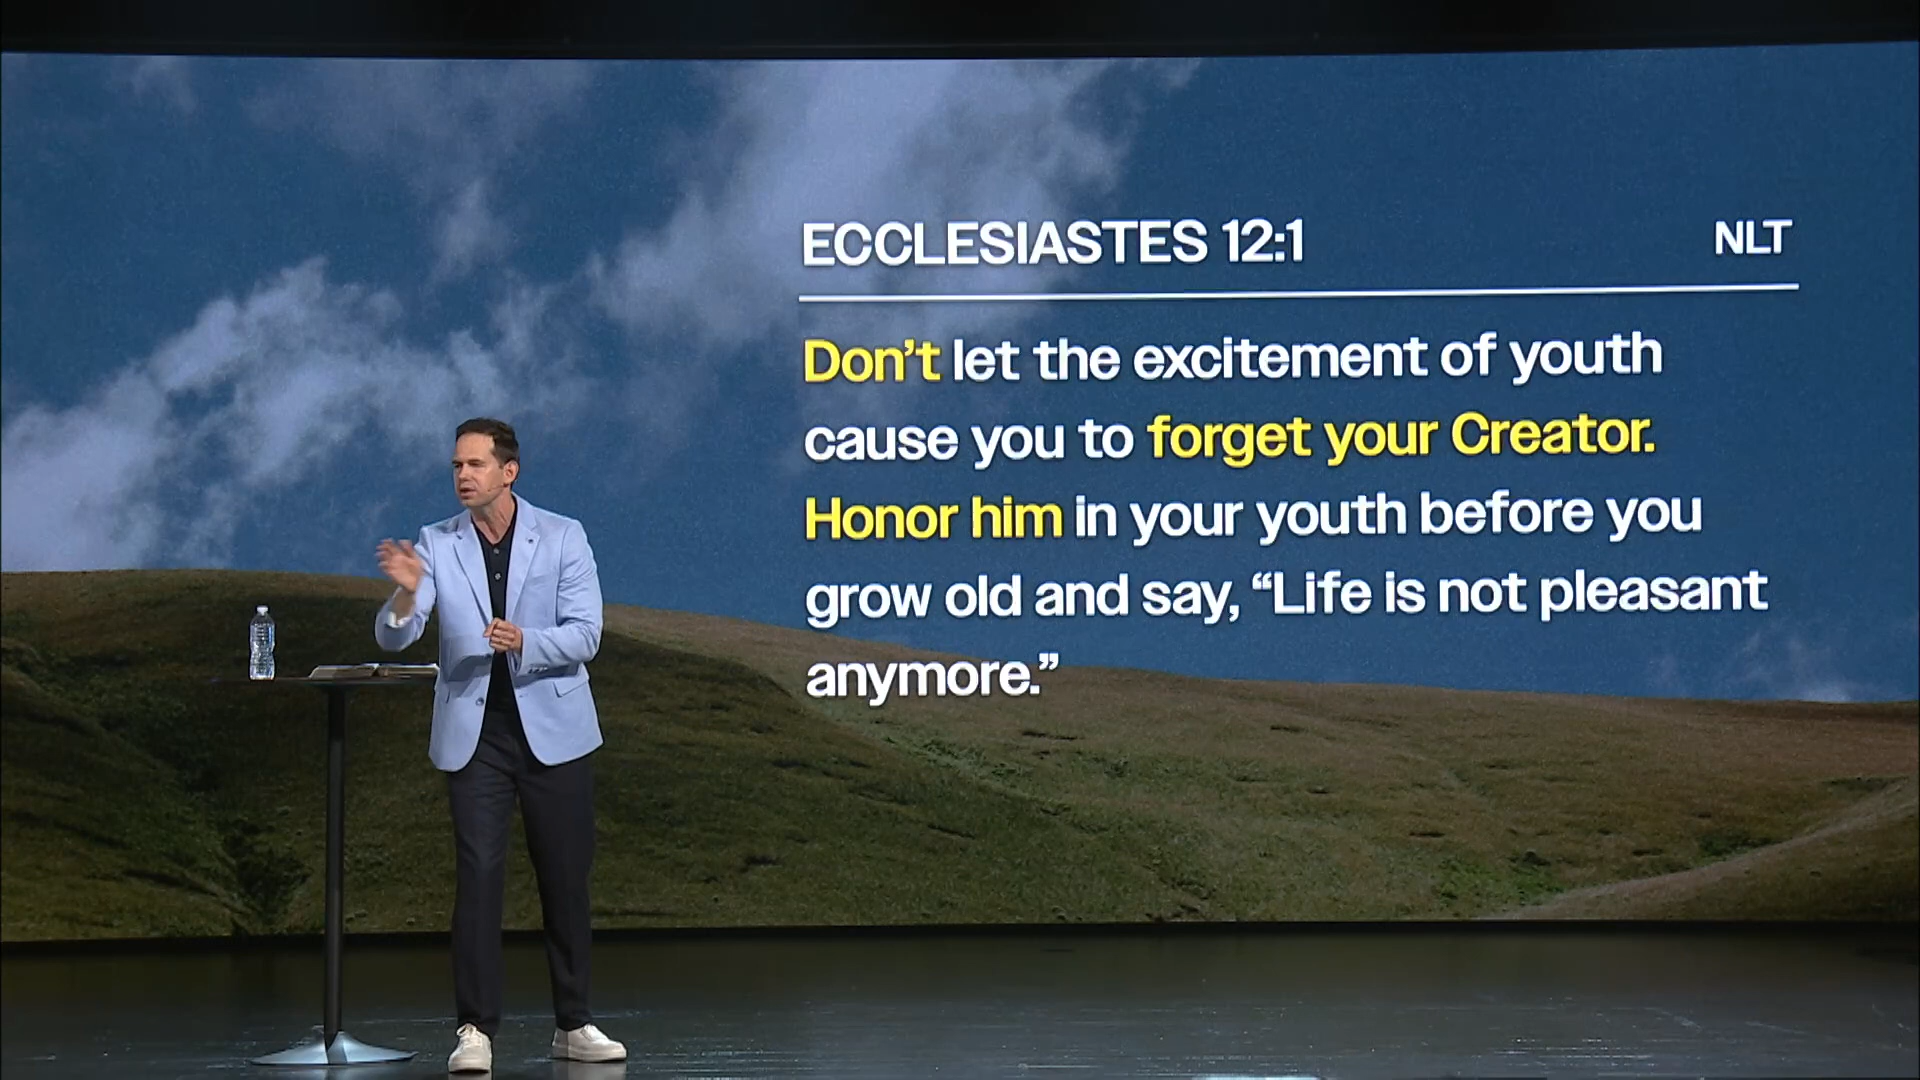 ECCLESIASTES 12:1 NLT
Don’t let the excitement of youth
cause you to forget your Creator.
Honor him in your youth before you
grow old and say, “Life is not pleasant
anymore.”